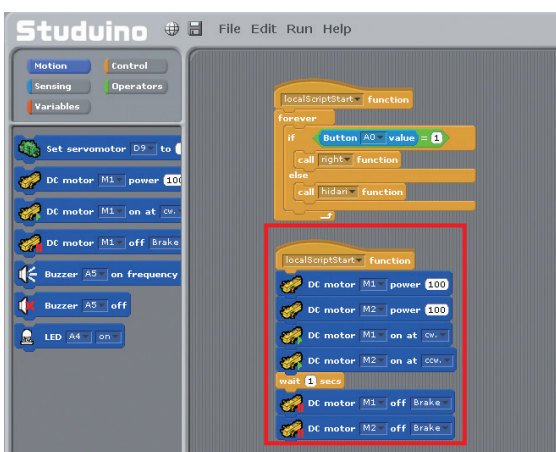 Studuino File Edit Run Help
Motion Control
Sensing Operators
Variables
Set servomotor D9 to
DC motor M1 power 100
DC motor M1 on at cw.
DC motor M1 off Brake
Buzzer A5 on frequency
Buzzer A5 off
LED A4 on
localScriptStart function
forever
if Button A0 value = 1
call right function
else
call hidari function
localScriptStart function
DC motor M1 power 100
DC motor M2 power 100
DC motor M1 on at cw.
DC motor M2 on at ccw.
wait 1 secs
DC motor M1 off Brake
DC motor M2 off Brake